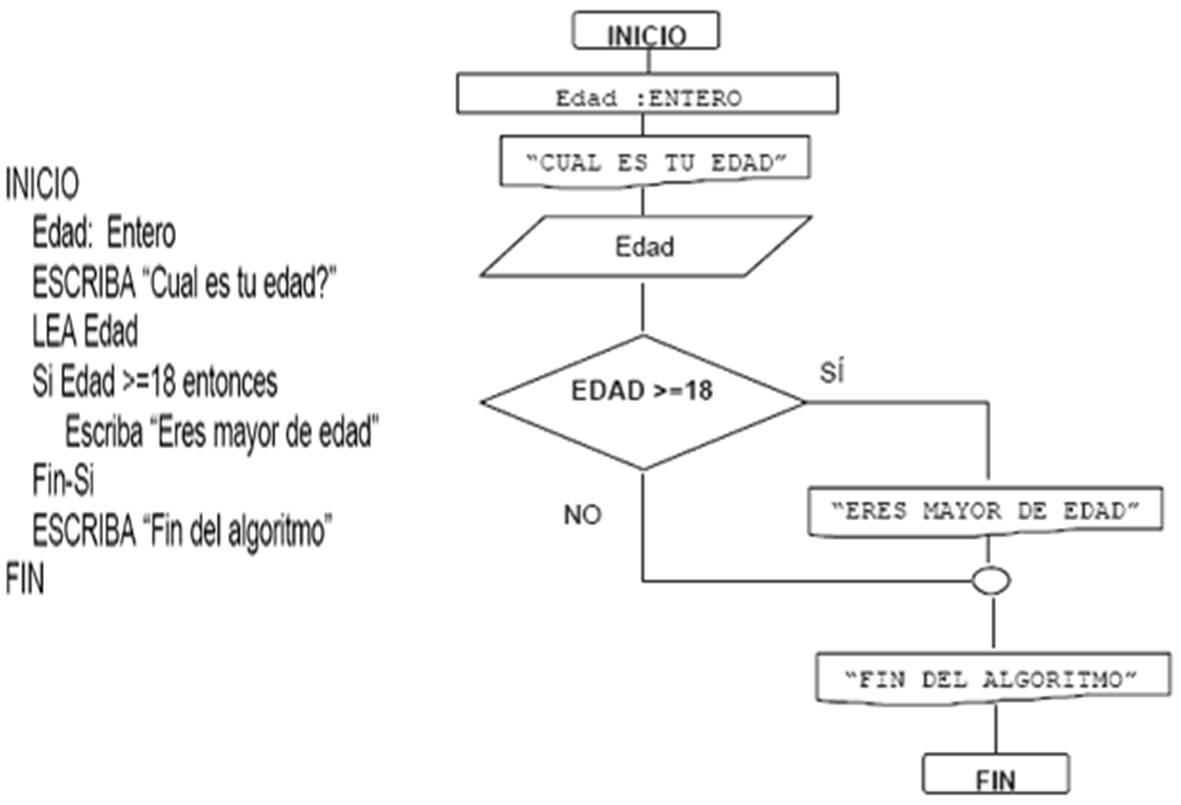 INICIO
Edad: Entero
ESCRIBA “Cual es tu edad?”
LEA Edad
Si Edad >=18 entonces
Escriba “Eres mayor de edad”
Fin-Si
ESCRIBA “Fin del algoritmo”
FIN
INICIO
Edad :ENTERO
“CUAL ES TU EDAD”
Edad
EDAD >=18
SÍ
NO
“ERES MAYOR DE EDAD”
“FIN DEL ALGORITMO”
FIN